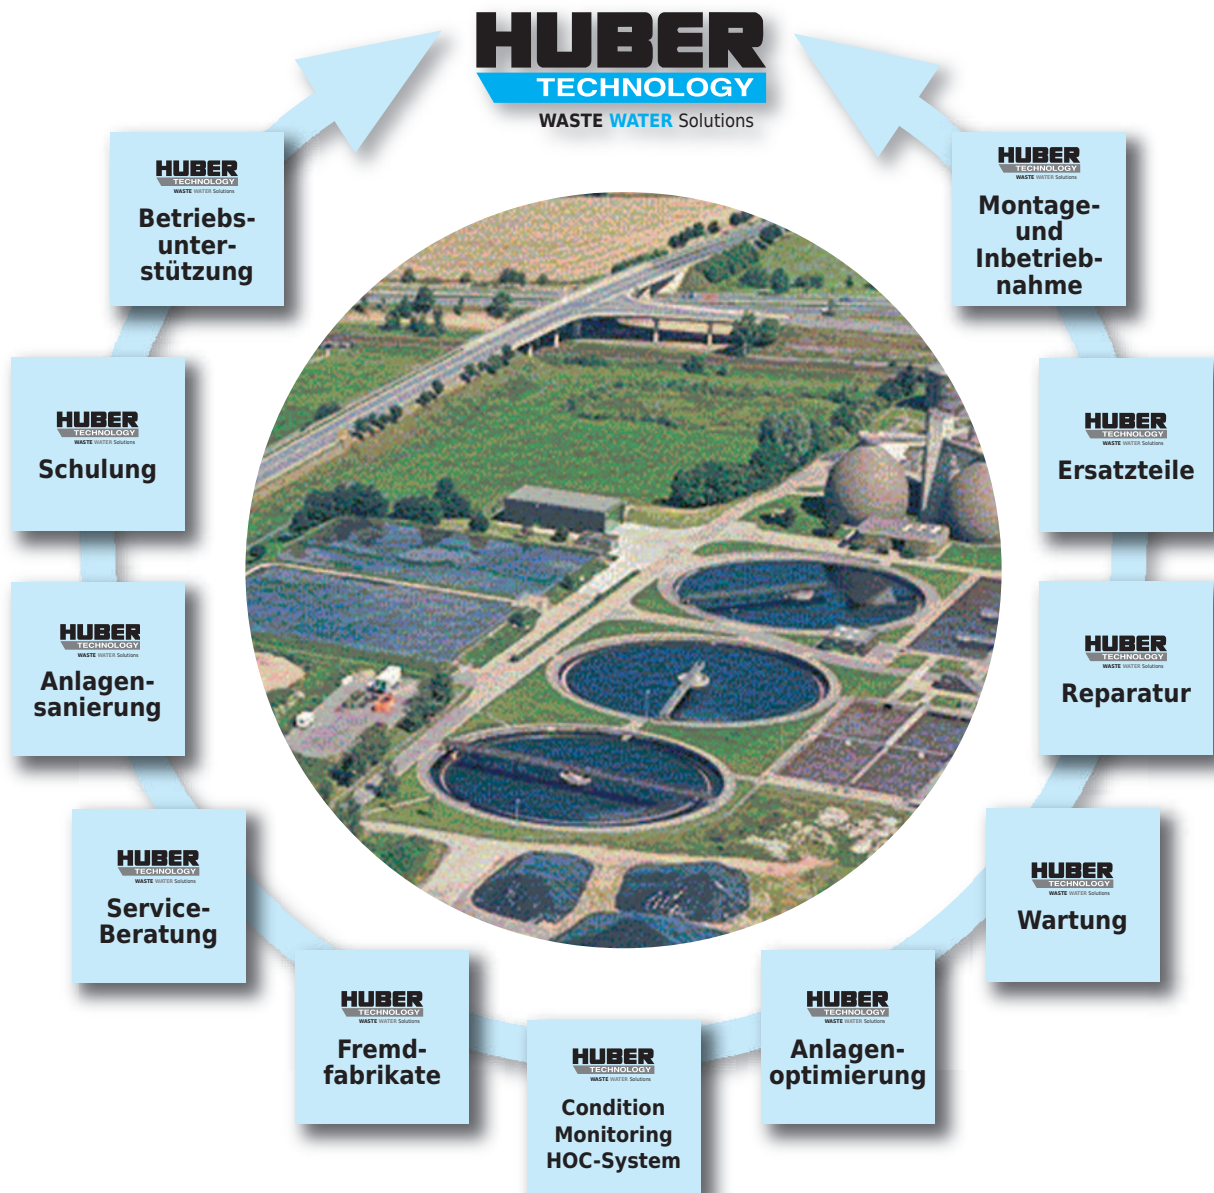 HUBER
TECHNOLOGY
WASTE WATER Solutions
HUBER
TECHNOLOGY
WASTE WATER Solutions
Betriebs-
unter-
stützung
HUBER
TECHNOLOGY
WASTE WATER Solutions
Montage-
und
Inbetrieb-
nahme
HUBER
TECHNOLOGY
WASTE WATER Solutions
Schulung
HUBER
TECHNOLOGY
WASTE WATER Solutions
Ersatzteile
HUBER
TECHNOLOGY
WASTE WATER Solutions
Anlagen-
sanierung
HUBER
TECHNOLOGY
WASTE WATER Solutions
Reparatur
HUBER
TECHNOLOGY
WASTE WATER Solutions
Service-
Beratung
HUBER
TECHNOLOGY
WASTE WATER Solutions
Wartung
HUBER
TECHNOLOGY
WASTE WATER Solutions
Fremd-
fabrikate
HUBER
TECHNOLOGY
WASTE WATER Solutions
Condition
Monitoring
HOC-System
HUBER
TECHNOLOGY
WASTE WATER Solutions
Anlagen-
optimierung